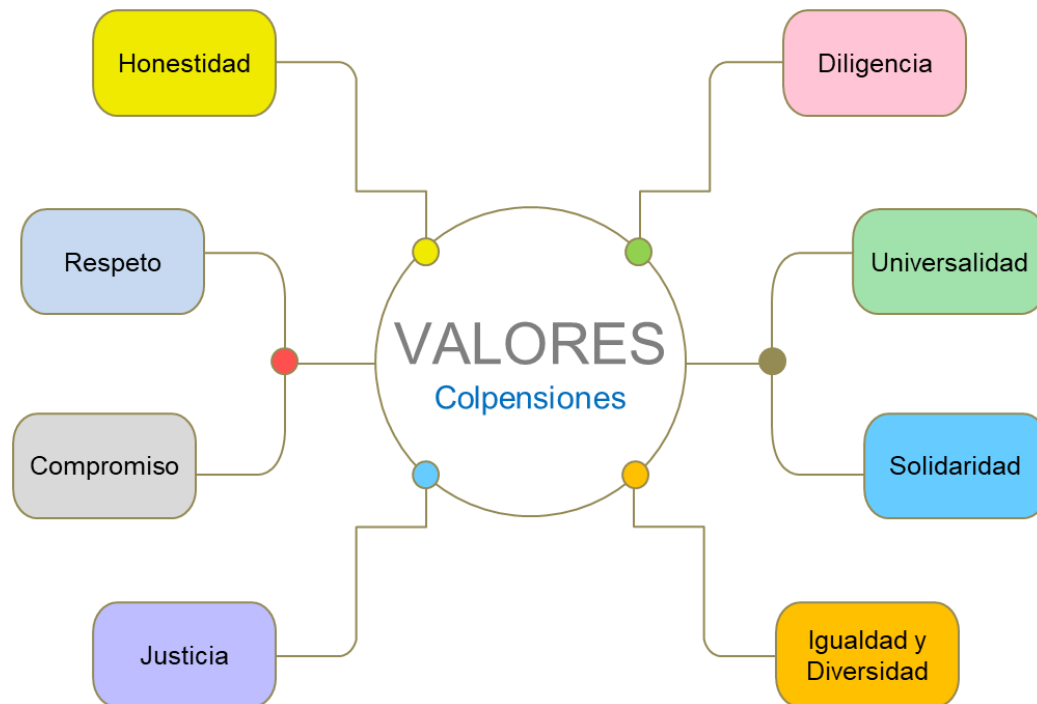 Honestidad
Diligencia
Respeto
Universalidad
VALORES
Colpensiones
Compromiso
Solidaridad
Justicia
Igualdad y
Diversidad